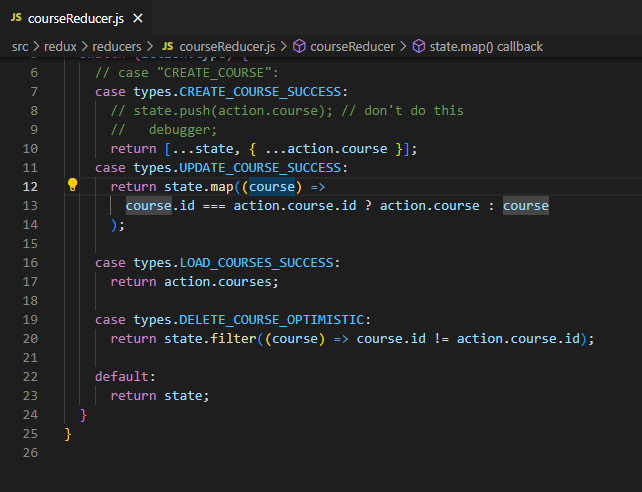 JS courseReducer.js ×
src > redux > reducers > JS courseReducer.js > courseReducer > state.map() callback
6 // case "CREATE_COURSE":
7 case types.CREATE_COURSE_SUCCESS:
8 // state.push(action.course); // don't do this
9 //   debugger;
10 return [...state, { ...action.course }];
11 case types.UPDATE_COURSE_SUCCESS:
12 return state.map((course) =>
13 course.id === action.course.id ? action.course : course
14 );
15
16 case types.LOAD_COURSES_SUCCESS:
17 return action.courses;
18
19 case types.DELETE_COURSE_OPTIMISTIC:
20 return state.filter((course) => course.id != action.course.id);
21
22 default:
23 return state;
24 }
25 }
26